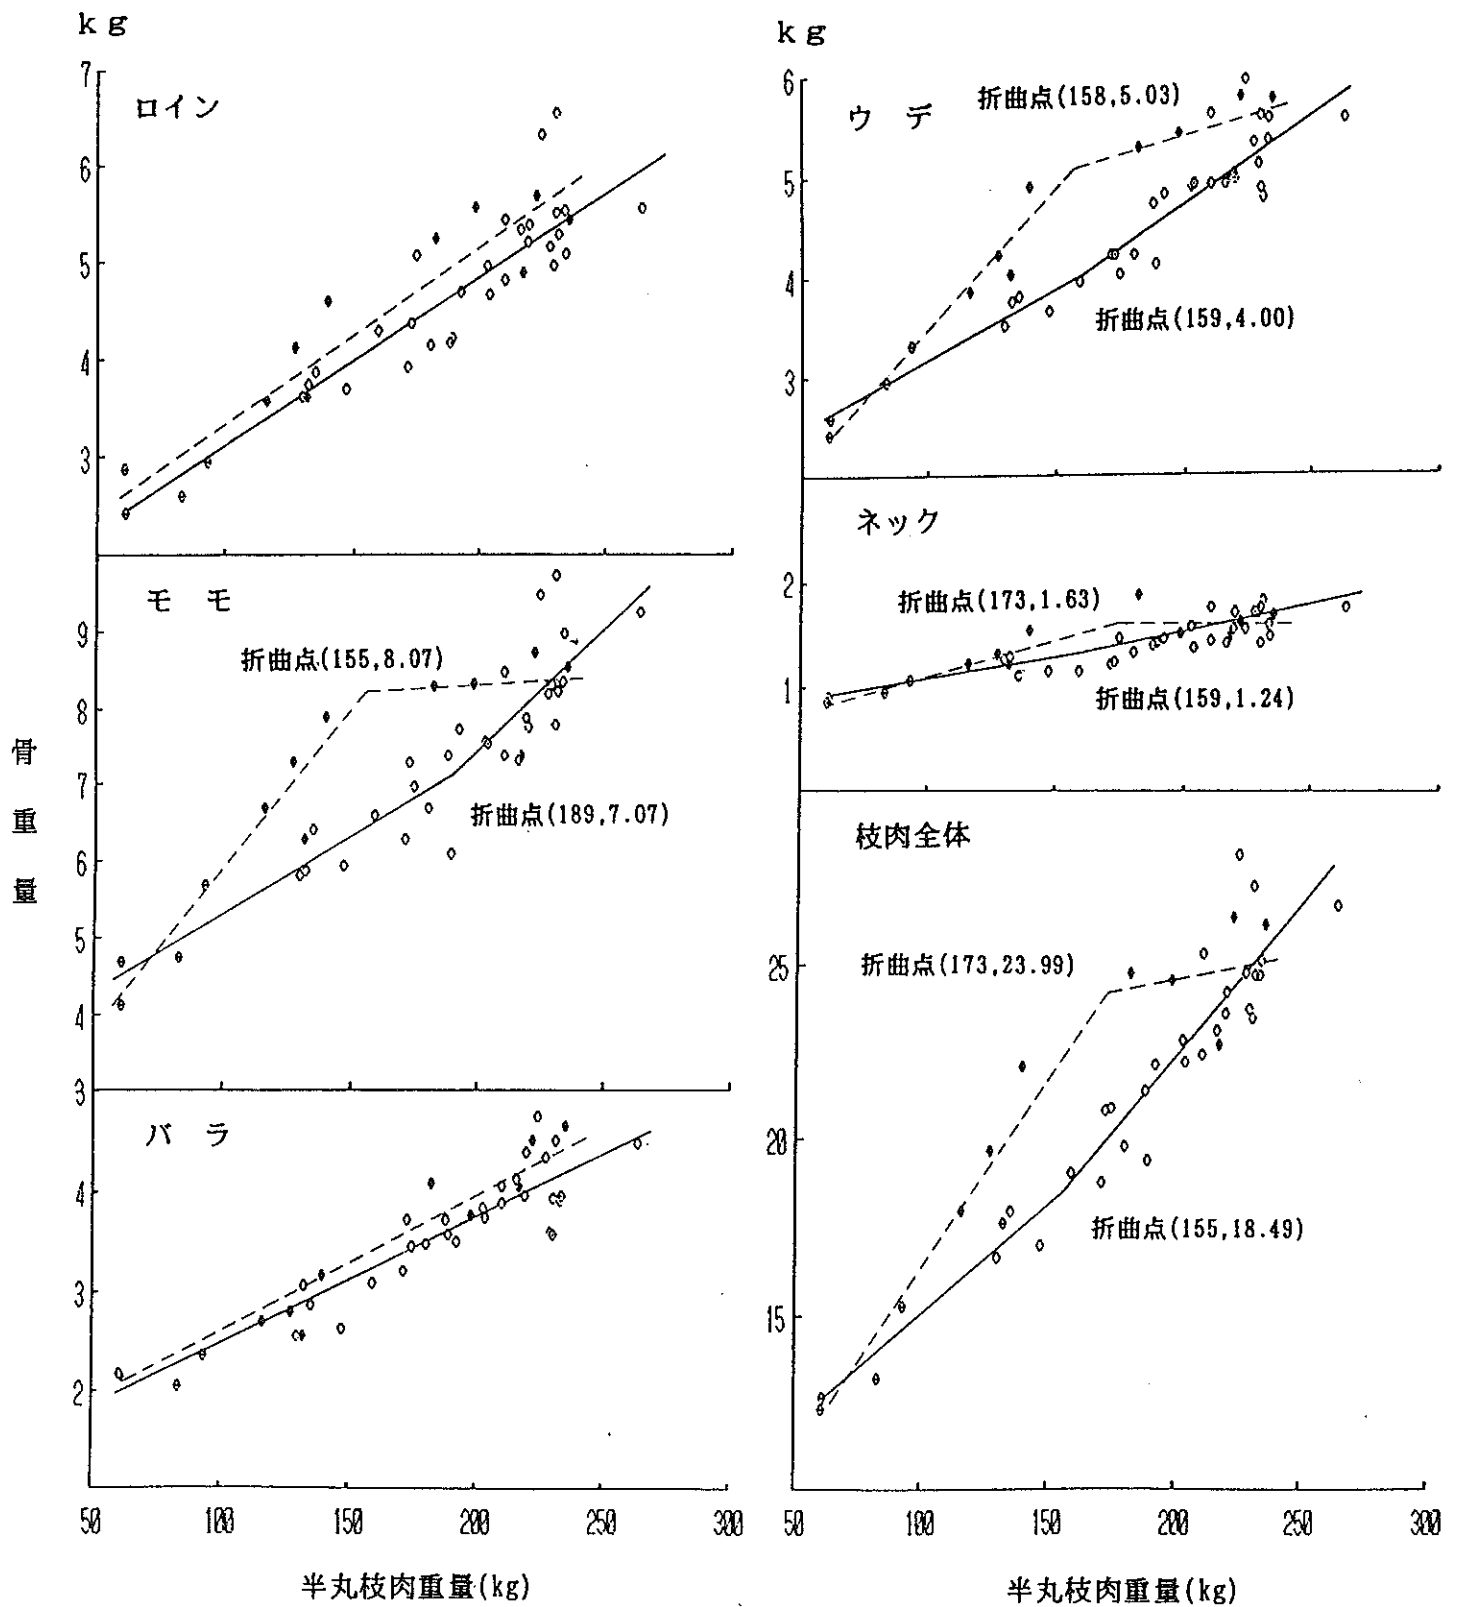 kg
7
ロイン
6
5
4
3
モ モ
9
折曲点(155,8.07)
8
7
折曲点(189,7.07)
6
5
4
3
バ ラ
4
3
2
50 100 150 200 250 300
半丸枝肉重量(kg)
骨重量
kg
6
ウ デ
折曲点(158,5.03)
5
4
折曲点(159,4.00)
3
ネック
2
折曲点(173,1.63)
1
折曲点(159,1.24)
枝肉全体
25
折曲点(173,23.99)
20
折曲点(155,18.49)
15
50 100 150 200 250 300
半丸枝肉重量(kg)